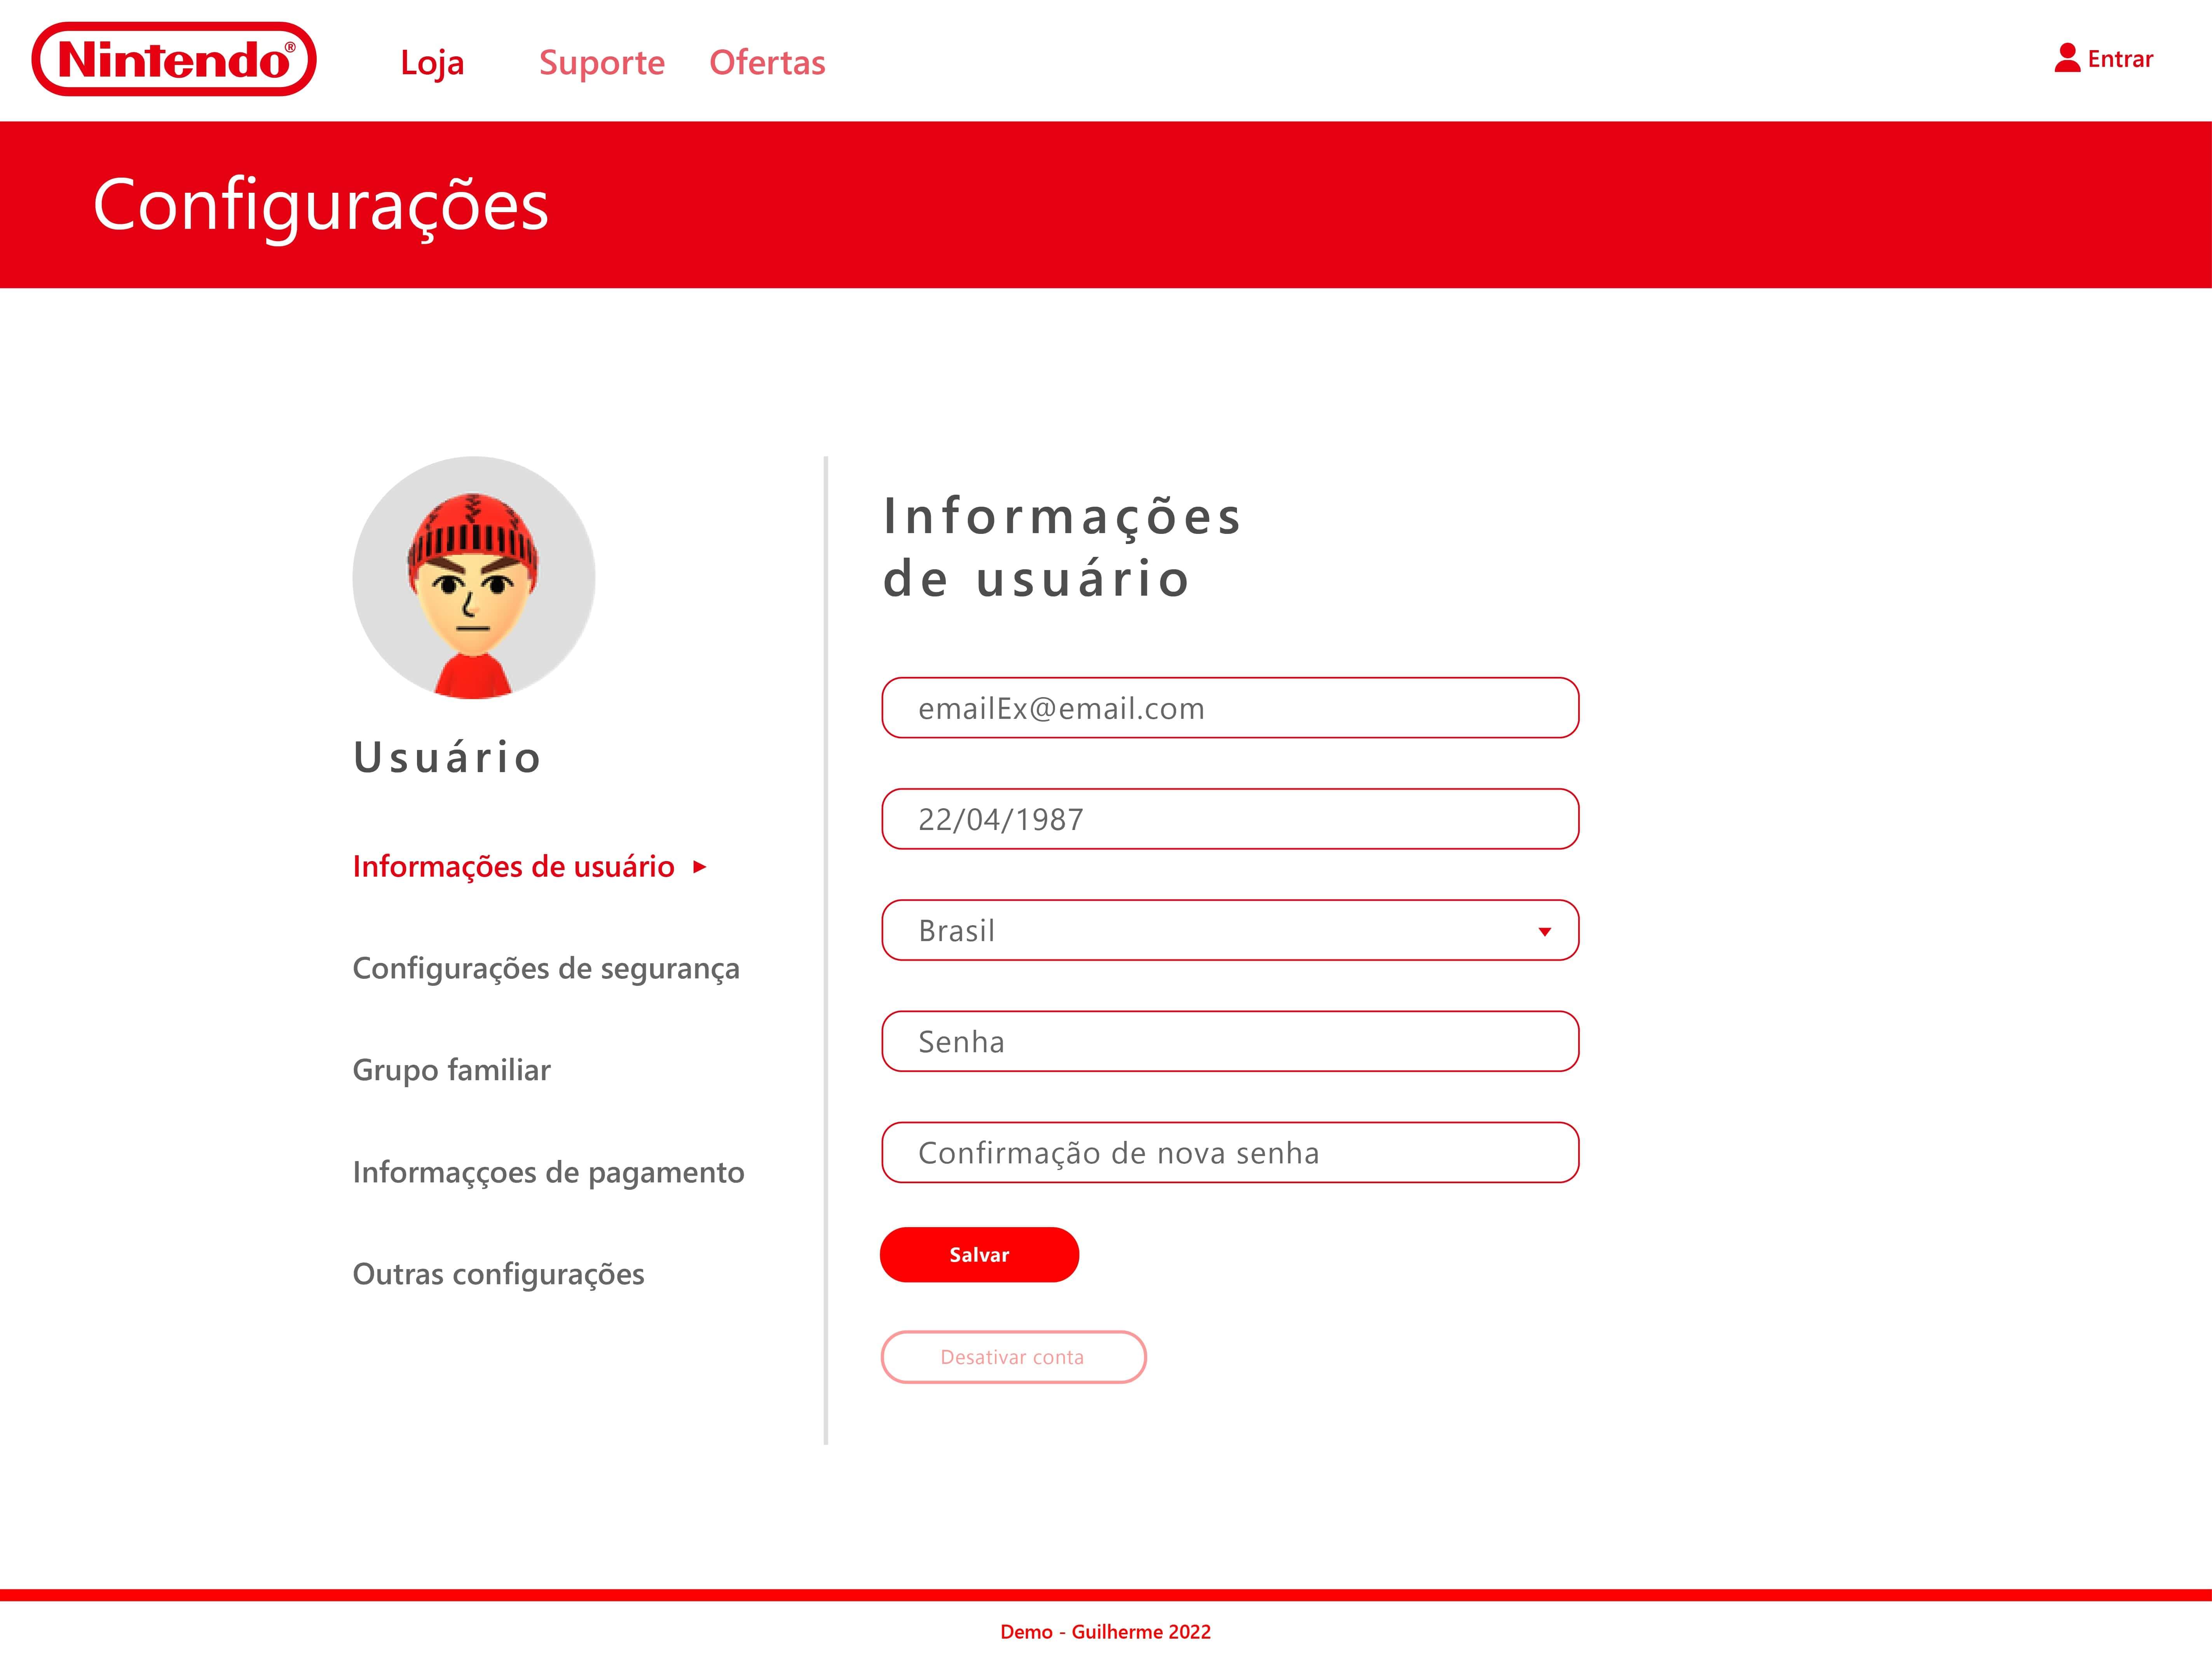 Nintendo®
Loja Suporte Ofertas
Entrar
Configurações
Usuário
Informações de usuário ▸
Configurações de segurança
Grupo familiar
Informaççoes de pagamento
Outras configurações
Informações
de usuário
emailEx@email.com
22/04/1987
Brasil
Senha
Confirmação de nova senha
Salvar
Desativar conta
Demo - Guilherme 2022